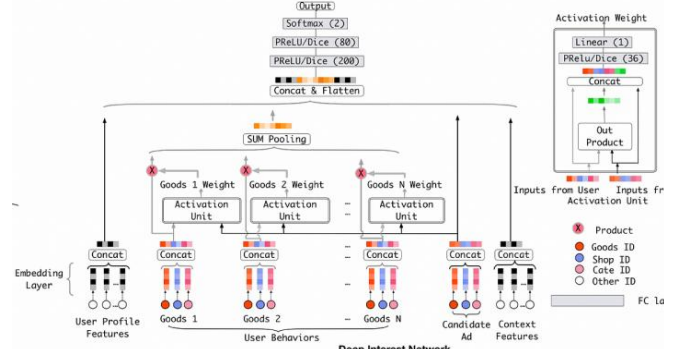 Output
Softmax (2)
PReLU/Dice (80)
PReLU/Dice (200)
Concat & Flatten
SUM Pooling
Goods 1 Weight
Goods 2 Weight
Goods N Weight
Activation
Unit
Activation
Unit
Activation
Unit
Concat
Concat
Concat
Concat
Concat
Concat
Embedding
Layer
User Profile
Features
Goods 1
Goods 2
Goods N
User Behaviors
Candidate
Ad
Context
Features
Activation Weight
Linear (1)
PRelu/Dice (36)
Concat
Out
Product
Inputs from User
Inputs fr
Activation Unit
X Product
Goods ID
Shop ID
Cate ID
Other ID
FC la
Deep Interest Network